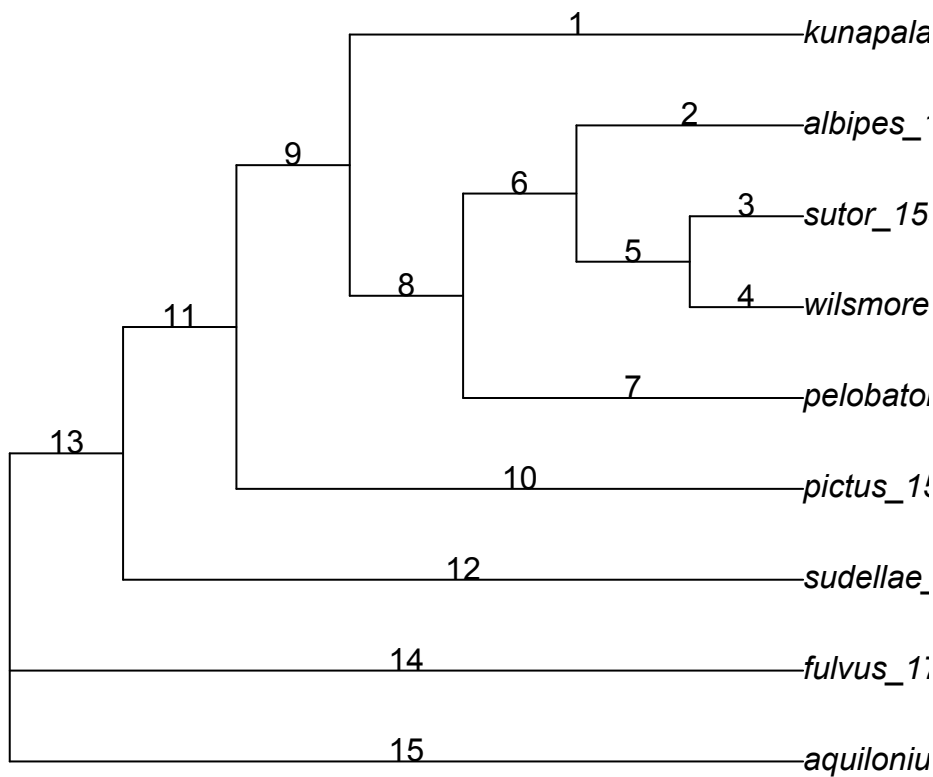 1
kunapala
2
albipes_1
9
6
3
sutor_15
5
8
4
wilsmore
11
7
pelobato
13
10
pictus_15
12
sudellae_
14
fulvus_17
15
aquiloniu